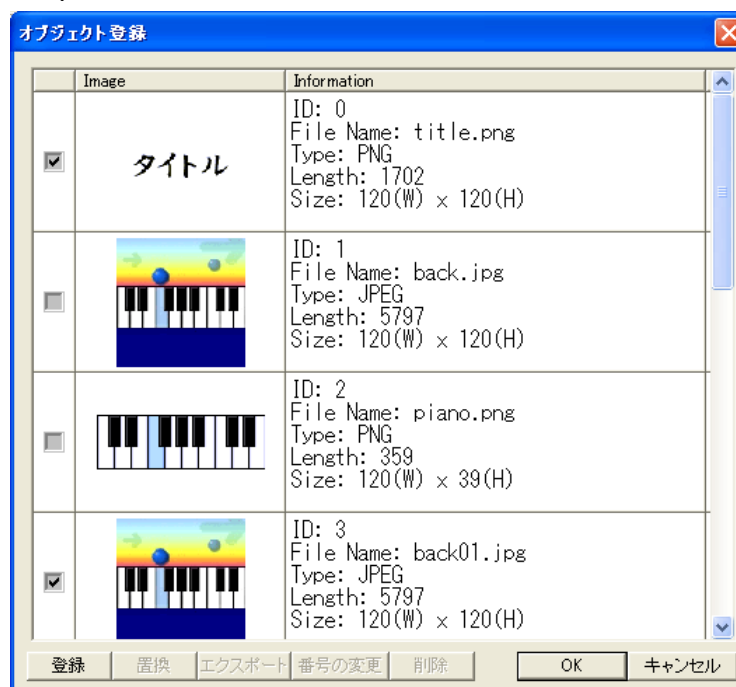 オブジェクト登録
Image
Information
タイトル
ID: 0
File Name: title.png
Type: PNG
Length: 1702
Size: 120(W) × 120(H)
ID: 1
File Name: back.jpg
Type: JPEG
Length: 5797
Size: 120(W) × 120(H)
ID: 2
File Name: piano.png
Type: PNG
Length: 359
Size: 120(W) × 39(H)
ID: 3
File Name: back01.jpg
Type: JPEG
Length: 5797
Size: 120(W) × 120(H)
登録 置換 エクスポート 番号の変更 削除 OK キャンセル